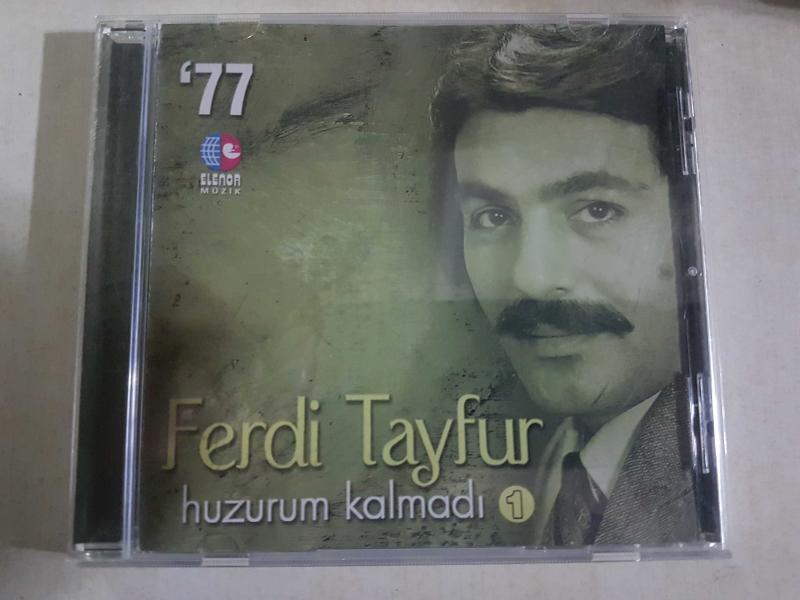 '77
ELENOR
MÜZİK
Ferdi Tayfur
huzurum kalmadı 1